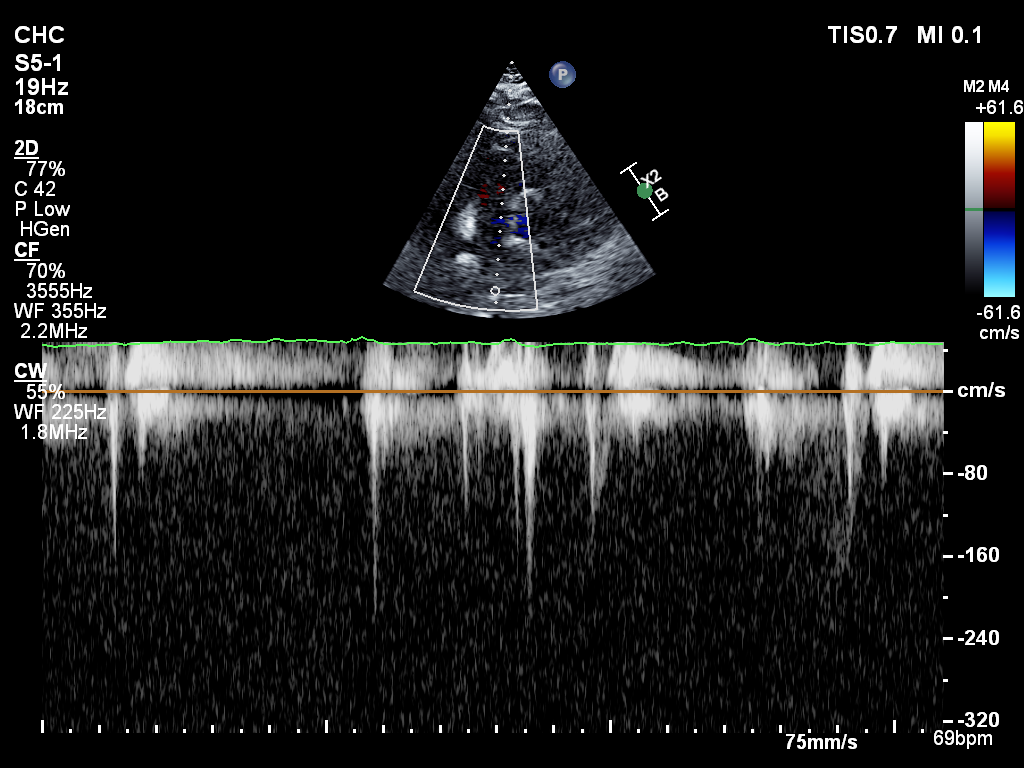 CHC
S5-1
19Hz
18cm
2D
77%
C 42
P Low
HGen
CF
70%
3555Hz
WF 355Hz
2.2MHz
CW
55%
WF 225Hz
1.8MHz
TIS0.7 MI 0.1
P
X2
B
M2 M4
+61.6
-61.6
cm/s
cm/s
-80
-160
-240
-320
75mm/s
69bpm